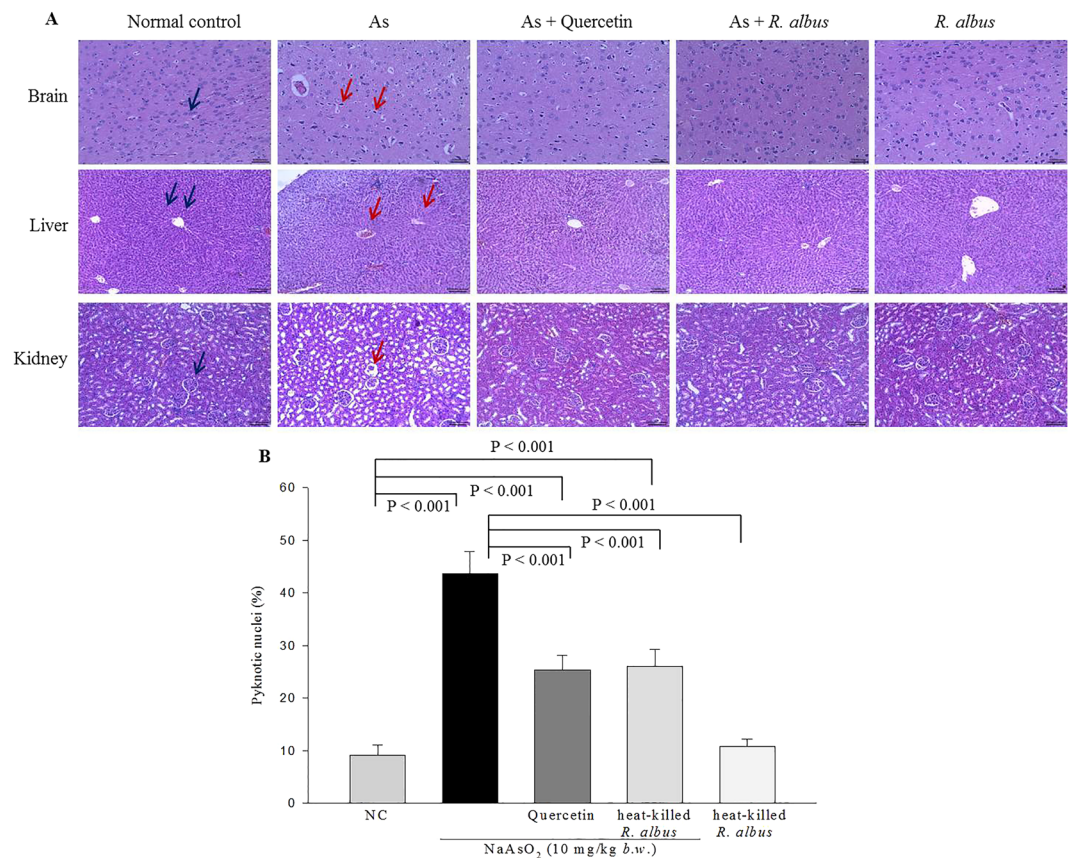 A
Normal control
As
As + Quercetin
As + R. albus
R. albus
Brain
Liver
Kidney
B
P < 0.001
P < 0.001
P < 0.001
P < 0.001
P < 0.001
P < 0.001
Pyknotic nuclei (%)
60
50
40
30
20
10
0
NC
Quercetin
heat-killed
R. albus
heat-killed
R. albus
NaAsO₂ (10 mg/kg b.w.)